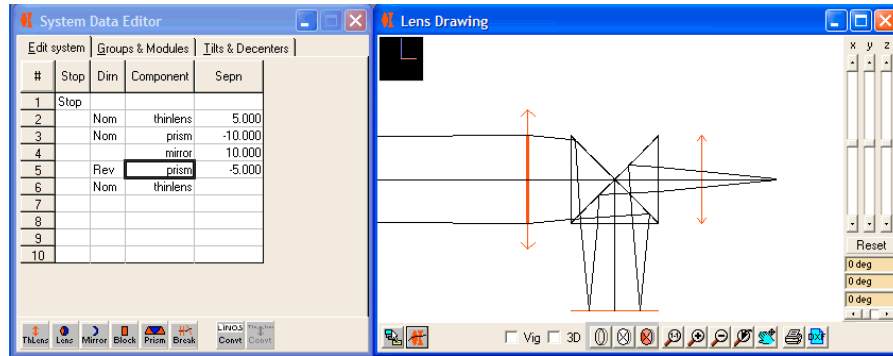 System Data Editor
Edit system Groups & Modules Tilts & Decenters
# Stop Dirn Component Sepn
1 Stop
2 Nom thinlens 5.000
3 Nom prism -10.000
4 mirror 10.000
5 Rev prism -5.000
6 Nom thinlens
7
8
9
10
ThLens Lens Mirror Block Prism Break LINOS Convt Convt
Lens Drawing
x y z
Reset
0 deg
0 deg
0 deg
Vig 3D DXF